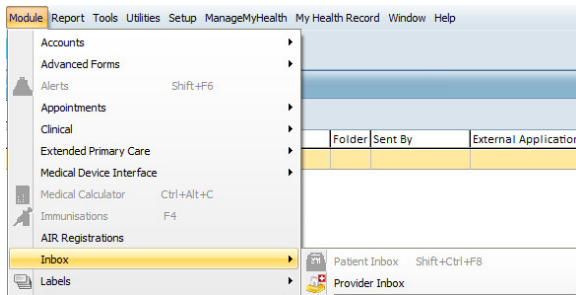 Module Report Tools Utilities Setup ManageMyHealth My Health Record Window Help
Accounts
Advanced Forms
Alerts Shift+F6
Appointments
Clinical
Folder Sent By External Application
Extended Primary Care
Medical Device Interface
Medical Calculator Ctrl+Alt+C
Immunisations F4
AIR Registrations
Inbox
Patient Inbox Shift+Ctrl+F8
Labels
Provider Inbox